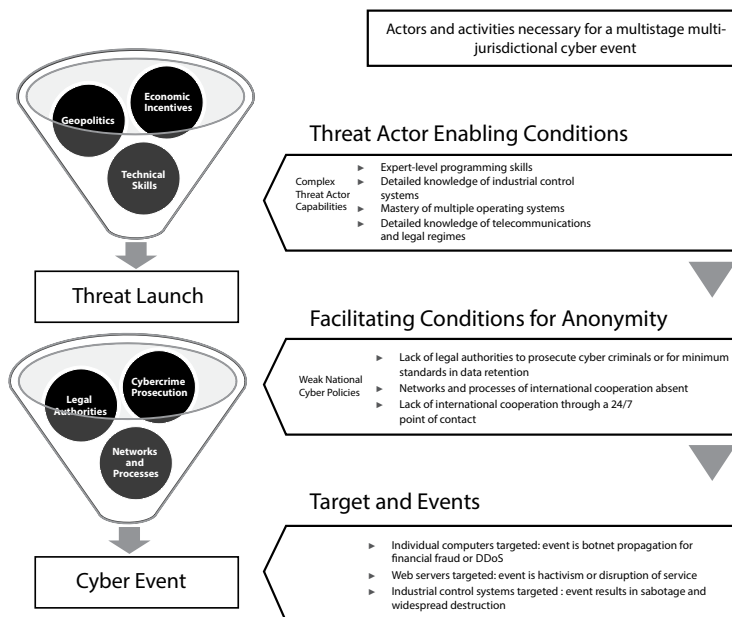 Actors and activities necessary for a multistage multi-
jurisdictional cyber event
Economic
Incentives
Geopolitics
Technical
Skills
Threat Launch
Threat Actor Enabling Conditions
Complex
Threat Actor
Capabilities
► Expert-level programming skills
► Detailed knowledge of industrial control
systems
► Mastery of multiple operating systems
► Detailed knowledge of telecommunications
and legal regimes
Facilitating Conditions for Anonymity
Weak National
Cyber Policies
► Lack of legal authorities to prosecute cyber criminals or for minimum
standards in data retention
► Networks and processes of international cooperation absent
► Lack of international cooperation through a 24/7
point of contact
Cybercrime
Prosecution
Legal
Authorities
Networks
and
Processes
Cyber Event
Target and Events
► Individual computers targeted: event is botnet propagation for
financial fraud or DDoS
► Web servers targeted: event is hactivism or disruption of service
► Industrial control systems targeted : event results in sabotage and
widespread destruction